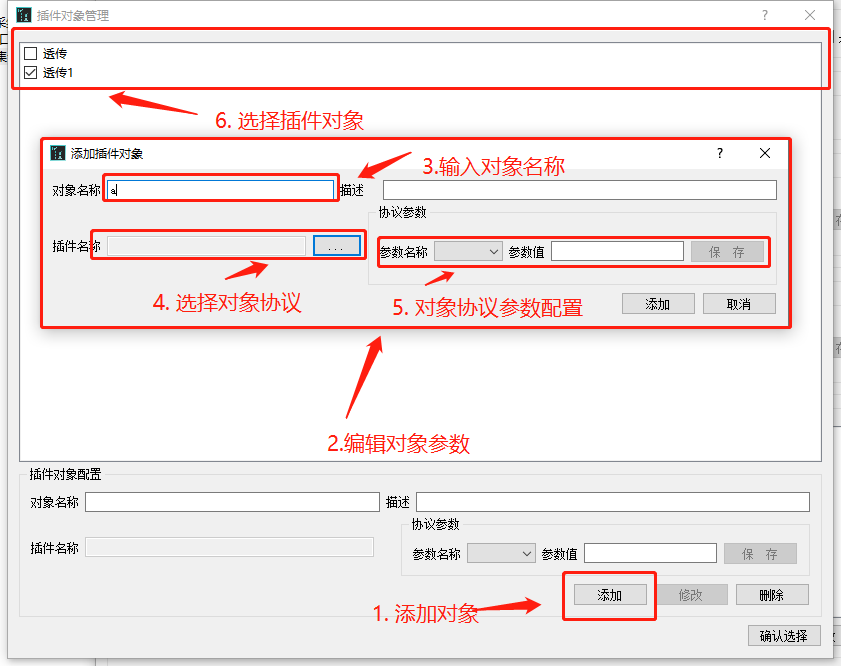 插件对象管理
透传
透传1
6. 选择插件对象
添加插件对象
3.输入对象名称
对象名称 a 描述
协议参数
插件名称 ... 参数名称 参数值 保 存
4. 选择对象协议
5. 对象协议参数配置
添加 取消
2.编辑对象参数
插件对象配置
对象名称 描述
协议参数
插件名称 参数名称 参数值 保 存
添加 修改 删除
1. 添加对象
确认选择